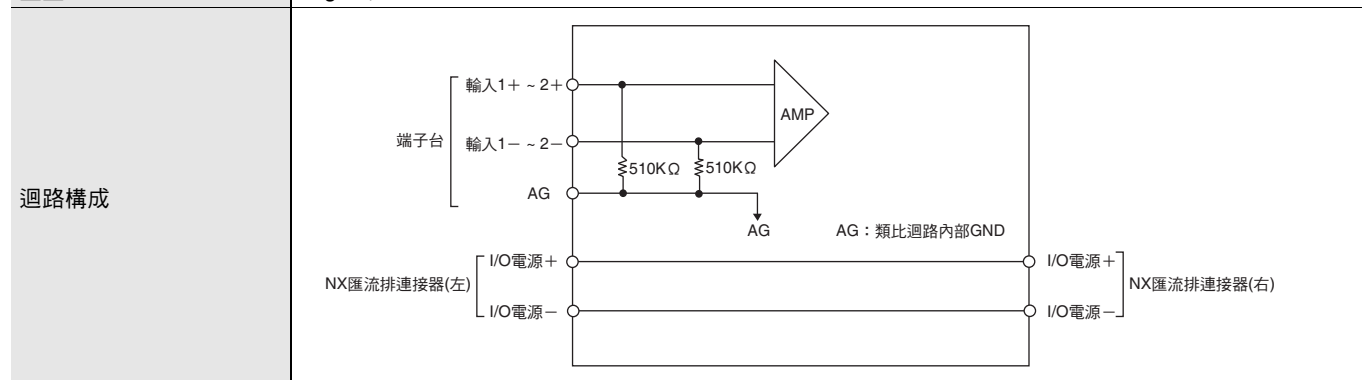 迴路構成
輸入1＋ ~ 2＋
AMP
端子台
輸入1－ ~ 2－
510KΩ 510KΩ
AG
AG
AG：類比迴路內部GND
I/O電源＋
I/O電源＋
NX匯流排連接器(左)
NX匯流排連接器(右)
I/O電源－
I/O電源－